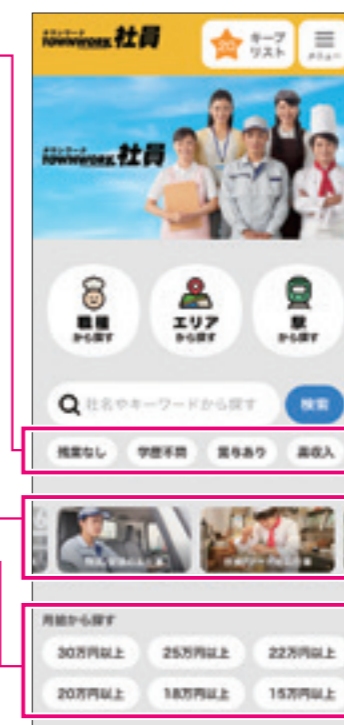 タウンワーク
TOWNWORK 社員
20
キープ
リスト
メニュー
タウンワーク
TOWNWORK 社員
職種
から探す
エリア
から探す
駅
から探す
社名やキーワードから探す
検索
残業なし
学歴不問
賞与あり
高収入
月給から探す
30万円以上
25万円以上
22万円以上
20万円以上
18万円以上
15万円以上